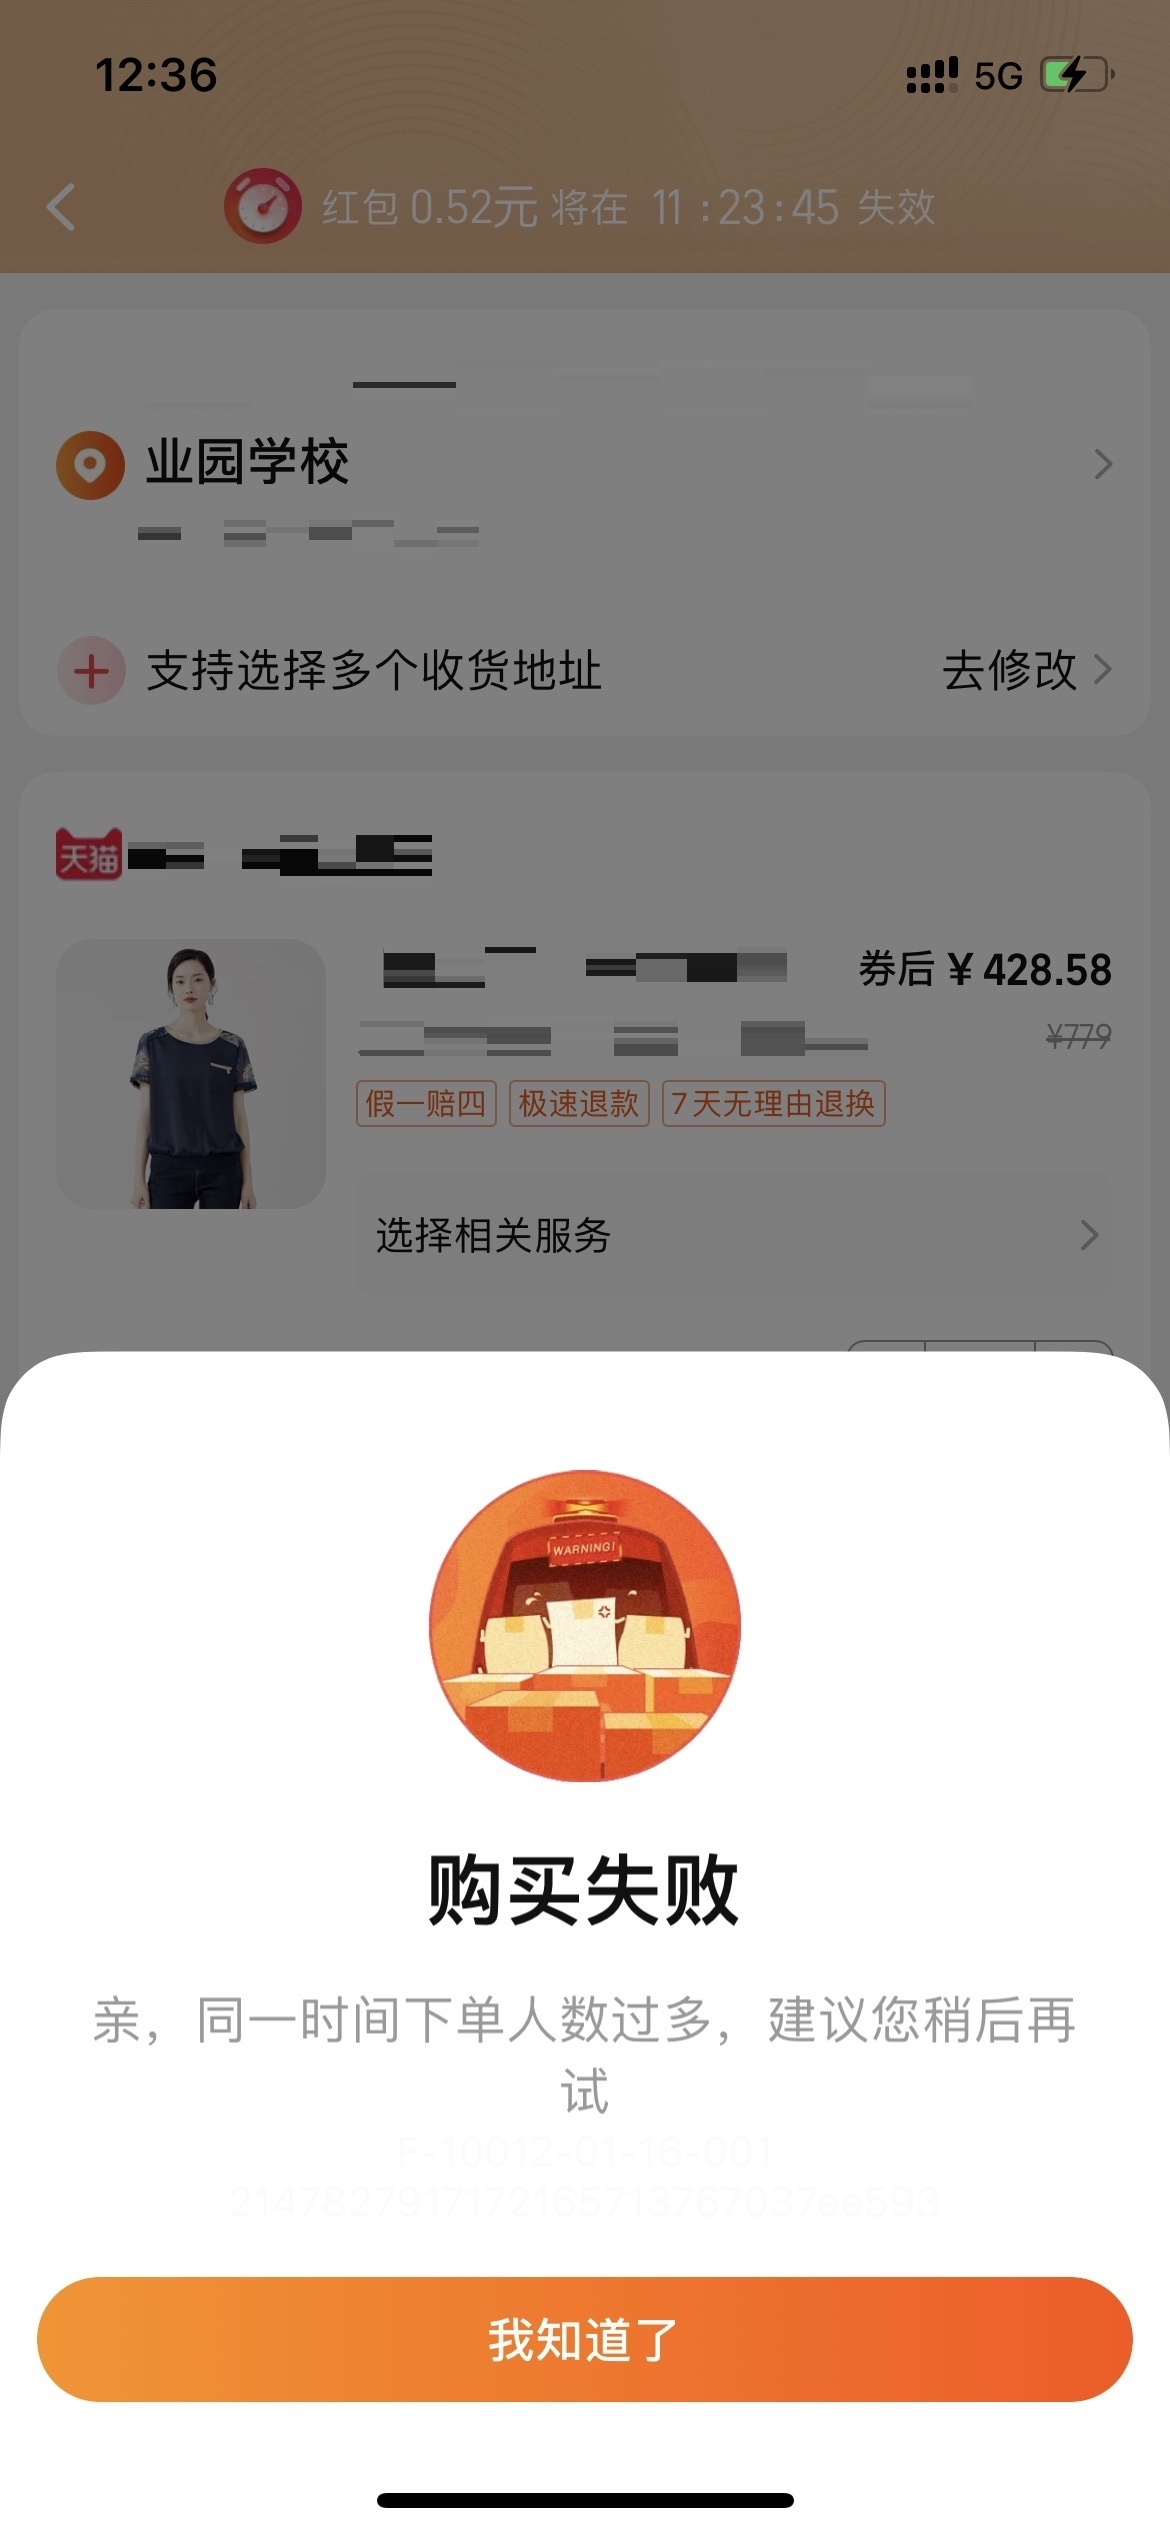 12:36
5G
红包 0.52元 将在 11:23:45 失效
业园学校
支持选择多个收货地址
去修改
天猫
券后 ￥428.58
¥779
假一赔四 极速退款 7天无理由退换
选择相关服务
WARNING!
购买失败
亲，同一时间下单人数过多，建议您稍后再
试
F-10012-01-16-001
2147827917172165713767037ee593
我知道了